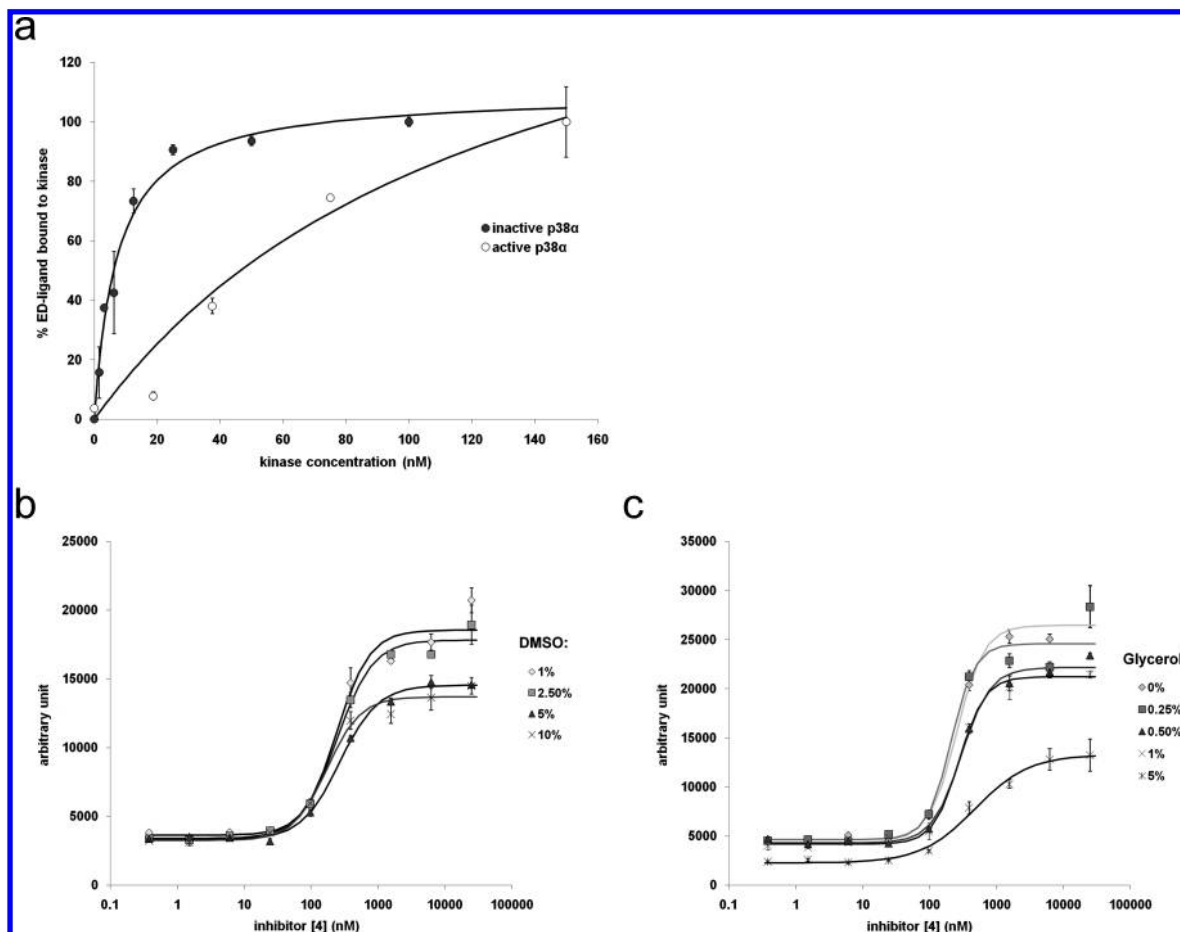 a
120
100
80
60
40
20
0
% ED-ligand bound to kinase
inactive p38α
active p38α
0 20 40 60 80 100 120 140 160
kinase concentration (nM)
b
25000
20000
15000
10000
5000
0
arbitrary unit
DMSO:
1%
2.50%
5%
10%
0.1 1 10 100 1000 10000 100000
inhibitor [4] (nM)
c
35000
30000
25000
20000
15000
10000
5000
0
arbitrary unit
Glycerol
0%
0.25%
0.50%
1%
5%
0.1 1 10 100 1000 10000 100000
inhibitor [4] (nM)